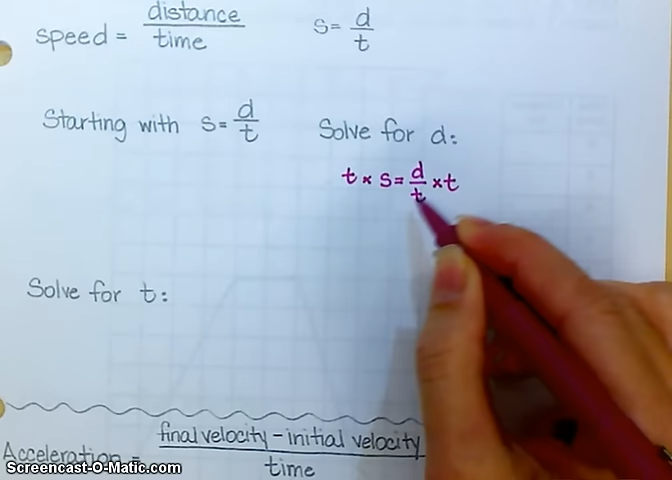 speed = distance / time s = d / t
Starting with s = d / t Solve for d:
t × s = d / t × t
Solve for t:
Acceleration = final velocity - initial velocity / time
Screencast-O-Matic.com